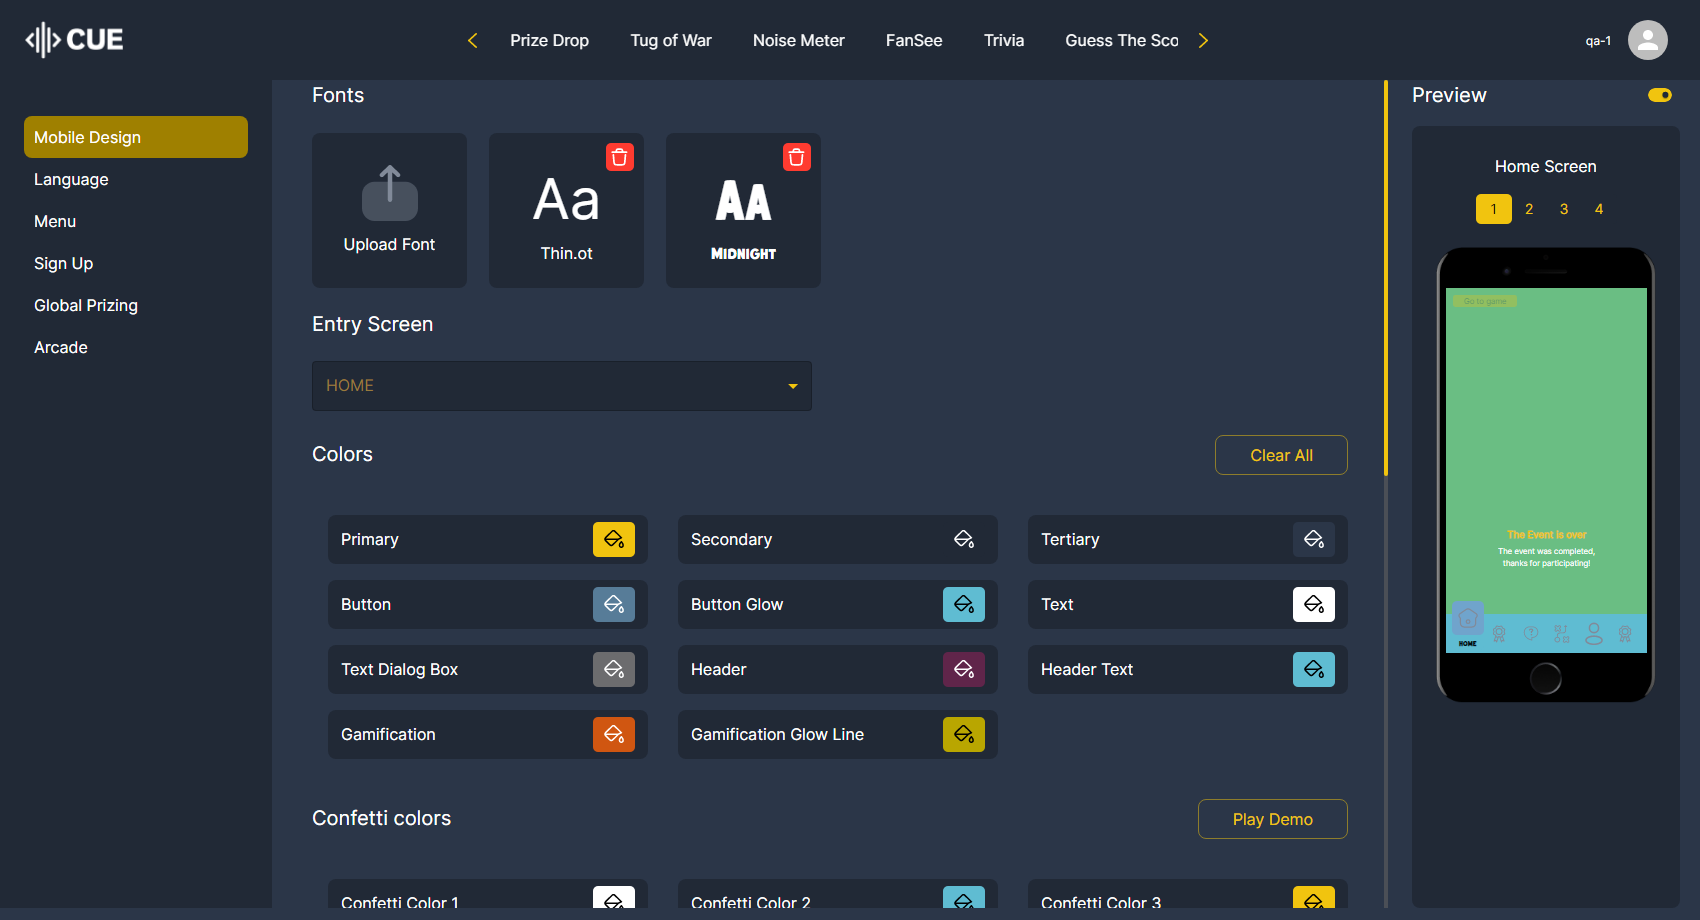 CUE
Prize Drop
Tug of War
Noise Meter
FanSee
Trivia
Guess The Sco
qa-1
Mobile Design
Language
Menu
Sign Up
Global Prizing
Arcade
Fonts
Upload Font
Aa
Thin.ot
AA
MIDNIGHT
Entry Screen
HOME
Colors
Clear All
Primary
Secondary
Tertiary
Button
Button Glow
Text
Text Dialog Box
Header
Header Text
Gamification
Gamification Glow Line
Confetti colors
Play Demo
Confetti Color 1
Confetti Color 2
Confetti Color 3
Preview
Home Screen
1 2 3 4
Go to game
The Event is over
The event was completed,
thanks for participating!
HOME